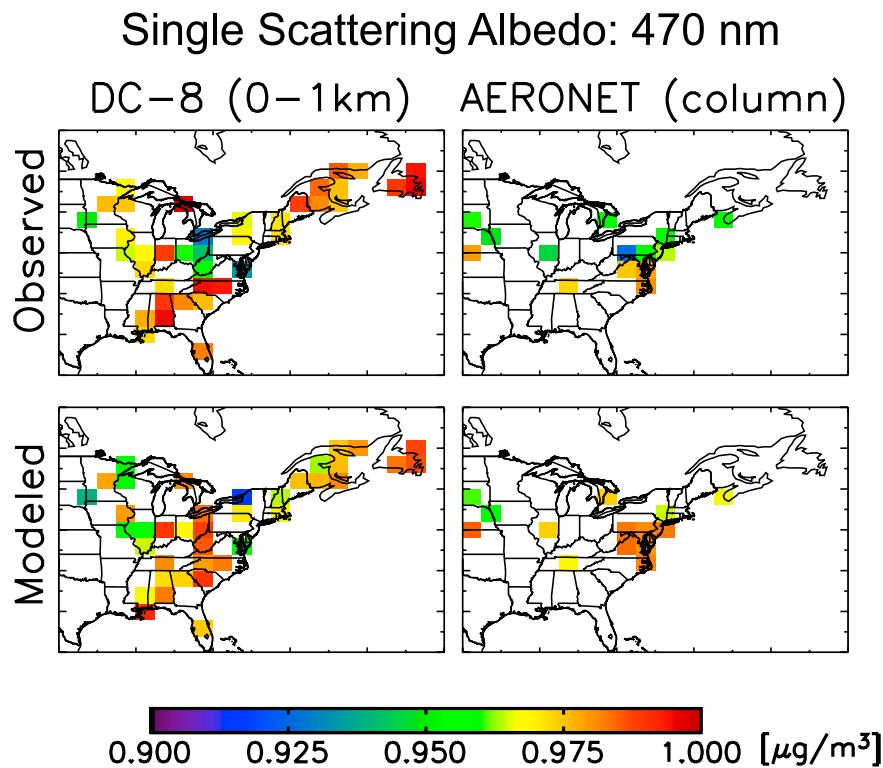 Single Scattering Albedo: 470 nm
DC-8 (0-1km) AERONET (column)
Observed
Modeled
0.900 0.925 0.950 0.975 1.000 [µg/m³]